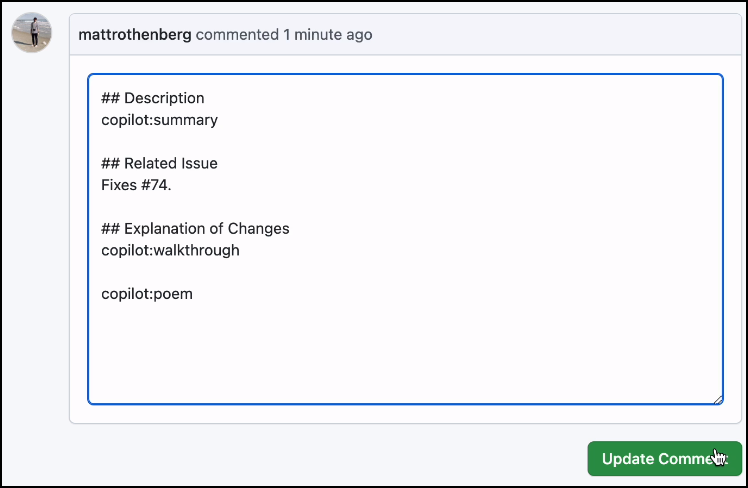 mattrothenberg commented 1 minute ago
## Description
copilot:summary
## Related Issue
Fixes #74.
## Explanation of Changes
copilot:walkthrough
copilot:poem
Update Comment